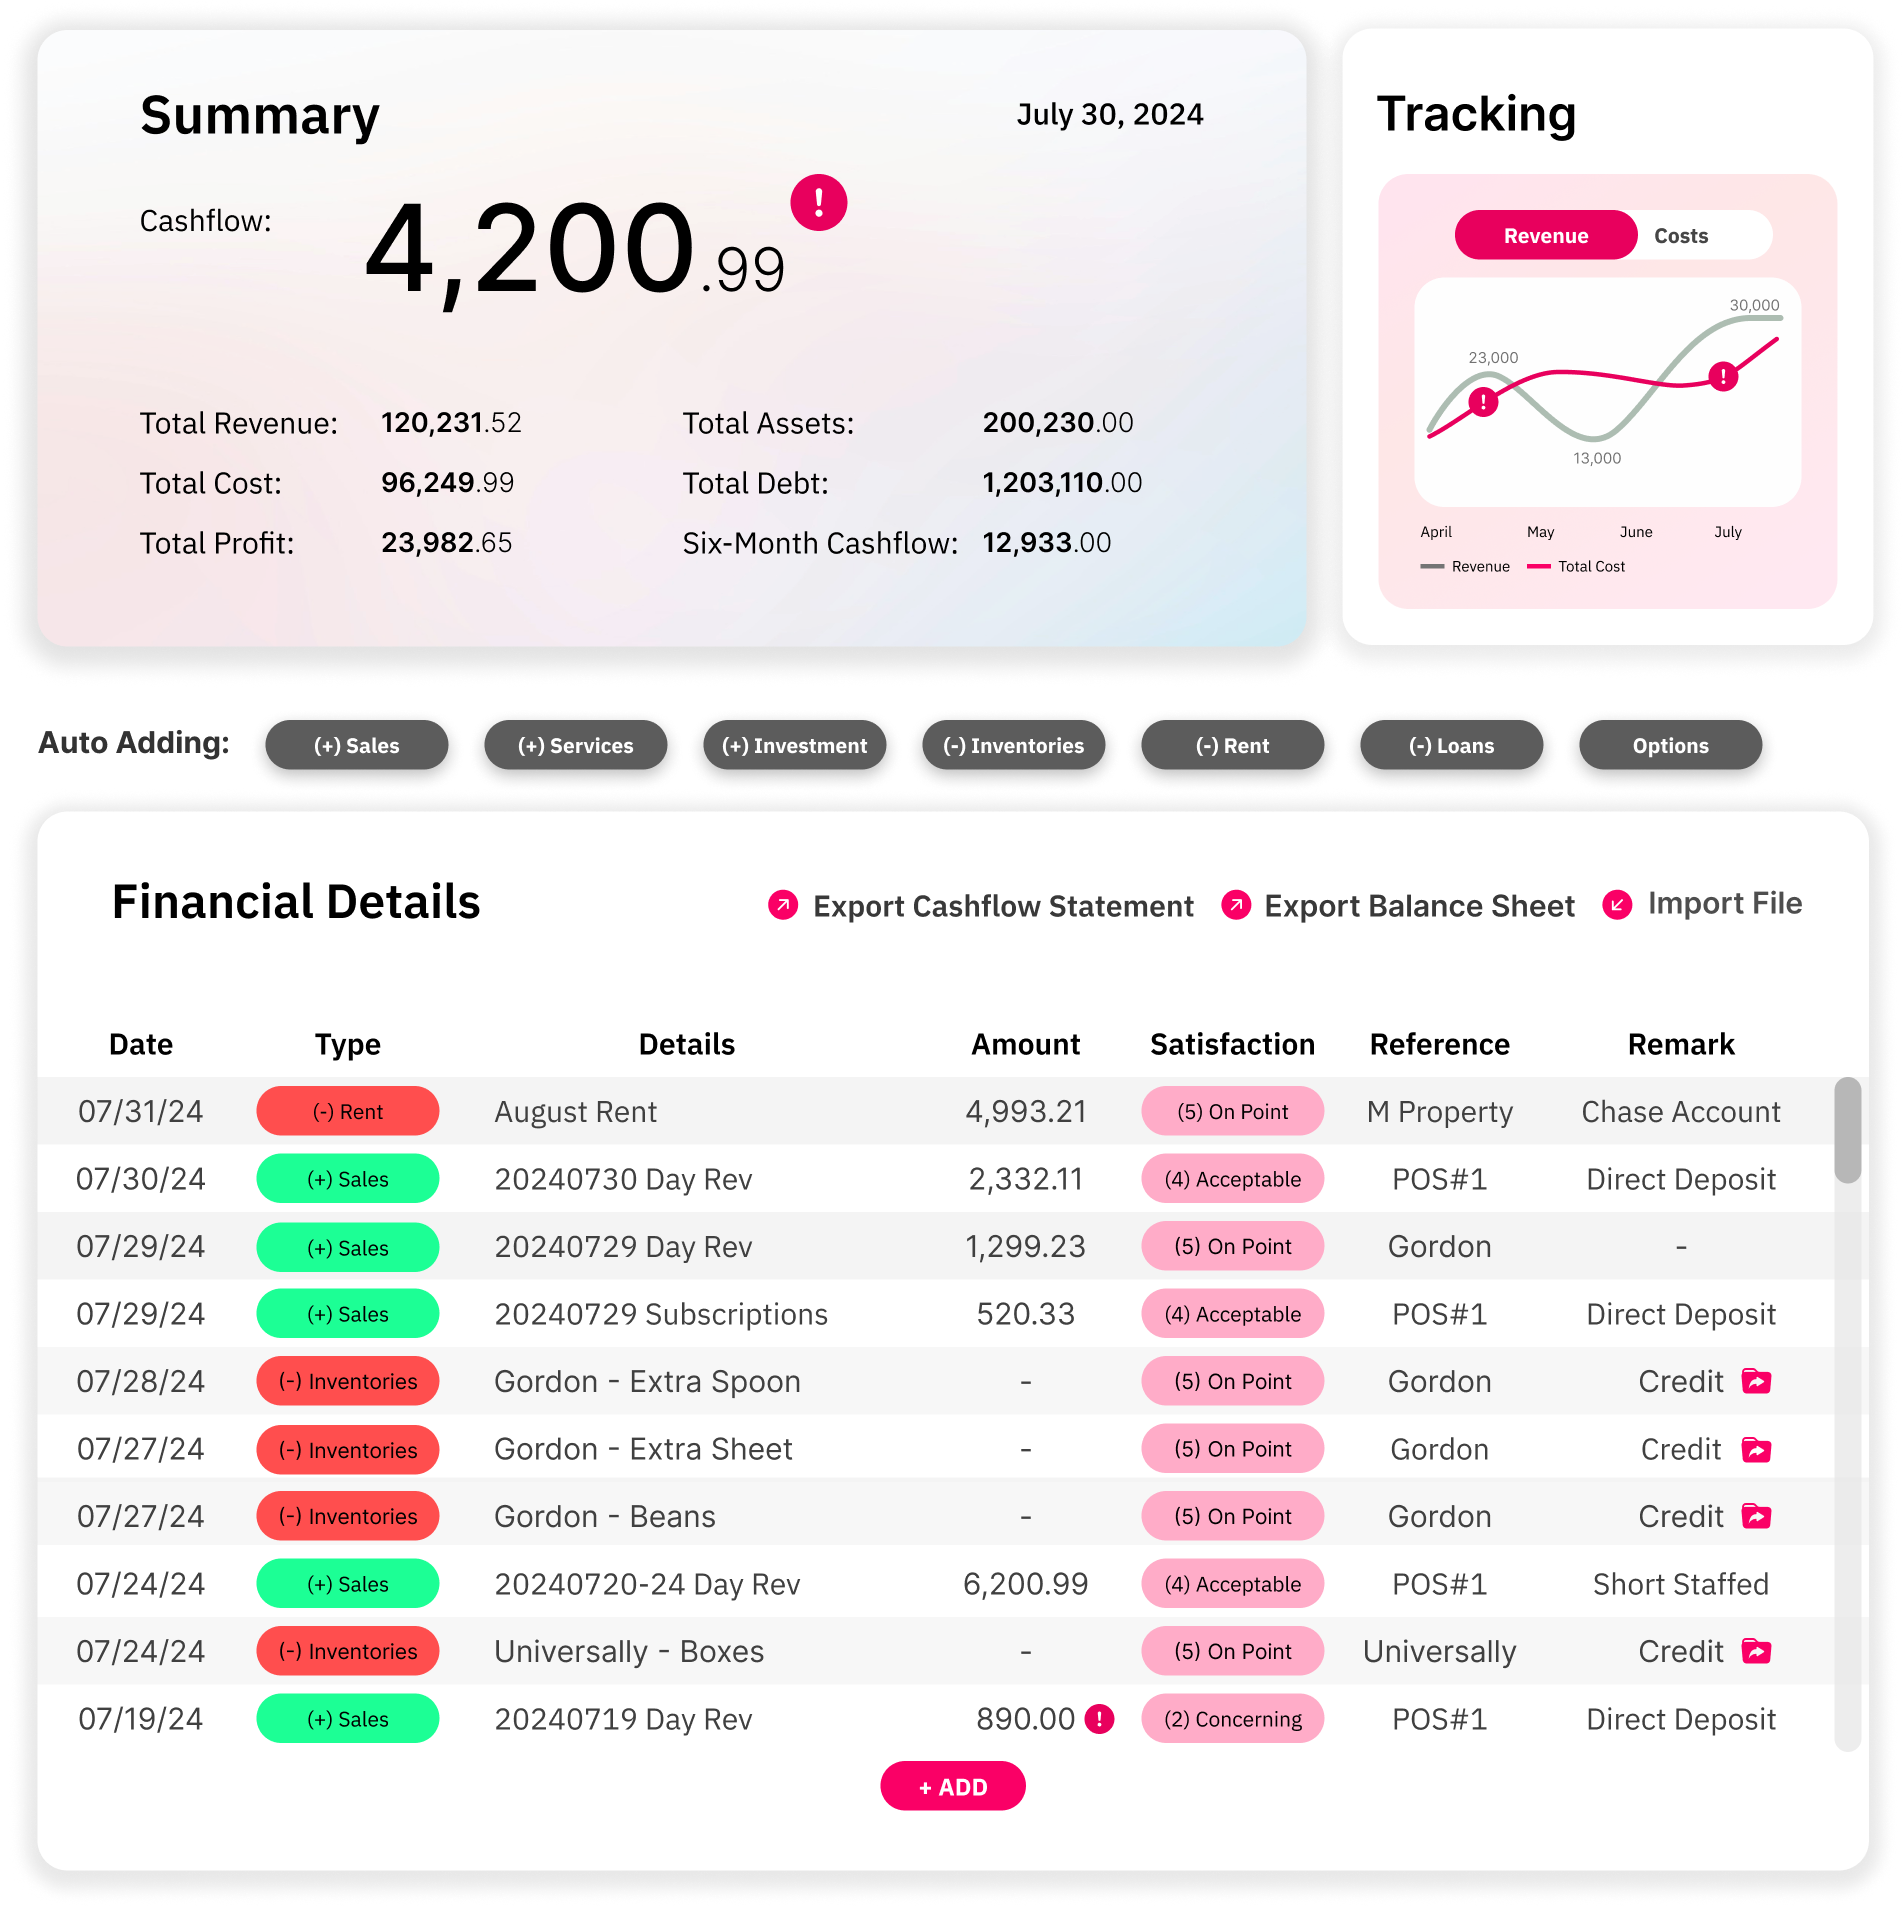 Summary
July 30, 2024
Cashflow:
4,200.99
!
Total Revenue: 120,231.52 Total Assets: 200,230.00
Total Cost: 96,249.99 Total Debt: 1,203,110.00
Total Profit: 23,982.65 Six-Month Cashflow: 12,933.00
Tracking
Revenue Costs
30,000
23,000
!
!
13,000
April May June July
Revenue Total Cost
Auto Adding: (+) Sales (+) Services (+) Investment (-) Inventories (-) Rent (-) Loans Options
Financial Details
Export Cashflow Statement Export Balance Sheet Import File
Date Type Details Amount Satisfaction Reference Remark
07/31/24 (-) Rent August Rent 4,993.21 (5) On Point M Property Chase Account
07/30/24 (+) Sales 20240730 Day Rev 2,332.11 (4) Acceptable POS#1 Direct Deposit
07/29/24 (+) Sales 20240729 Day Rev 1,299.23 (5) On Point Gordon -
07/29/24 (+) Sales 20240729 Subscriptions 520.33 (4) Acceptable POS#1 Direct Deposit
07/28/24 (-) Inventories Gordon - Extra Spoon - (5) On Point Gordon Credit
07/27/24 (-) Inventories Gordon - Extra Sheet - (5) On Point Gordon Credit
07/27/24 (-) Inventories Gordon - Beans - (5) On Point Gordon Credit
07/24/24 (+) Sales 20240720-24 Day Rev 6,200.99 (4) Acceptable POS#1 Short Staffed
07/24/24 (-) Inventories Universally - Boxes - (5) On Point Universally Credit
07/19/24 (+) Sales 20240719 Day Rev 890.00 ! (2) Concerning POS#1 Direct Deposit
+ ADD